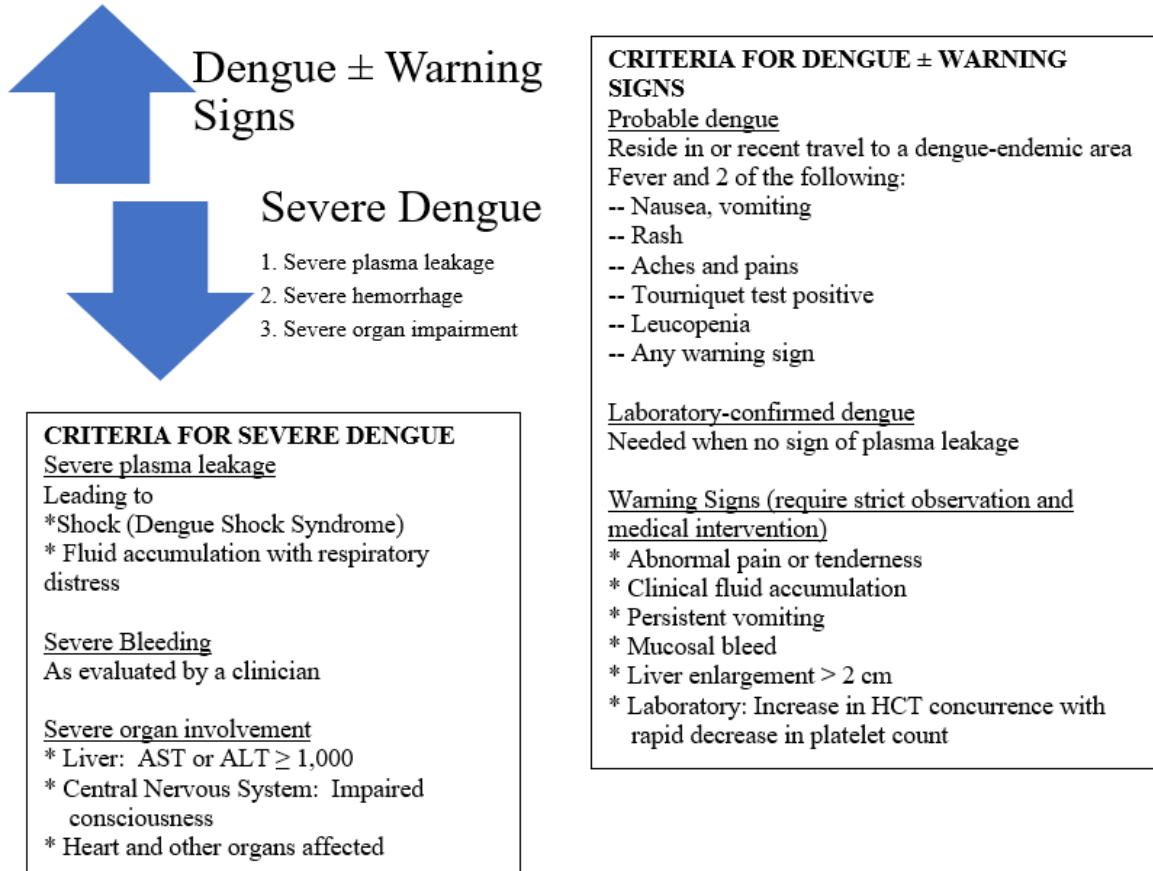 Dengue ± Warning
Signs
Severe Dengue
1. Severe plasma leakage
2. Severe hemorrhage
3. Severe organ impairment
CRITERIA FOR SEVERE DENGUE
Severe plasma leakage
Leading to
*Shock (Dengue Shock Syndrome)
* Fluid accumulation with respiratory
distress
Severe Bleeding
As evaluated by a clinician
Severe organ involvement
* Liver: AST or ALT ≥ 1,000
* Central Nervous System: Impaired
consciousness
* Heart and other organs affected
CRITERIA FOR DENGUE ± WARNING
SIGNS
Probable dengue
Reside in or recent travel to a dengue-endemic area
Fever and 2 of the following:
-- Nausea, vomiting
-- Rash
-- Aches and pains
-- Tourniquet test positive
-- Leucopenia
-- Any warning sign
Laboratory-confirmed dengue
Needed when no sign of plasma leakage
Warning Signs (require strict observation and
medical intervention)
* Abnormal pain or tenderness
* Clinical fluid accumulation
* Persistent vomiting
* Mucosal bleed
* Liver enlargement > 2 cm
* Laboratory: Increase in HCT concurrence with
rapid decrease in platelet count